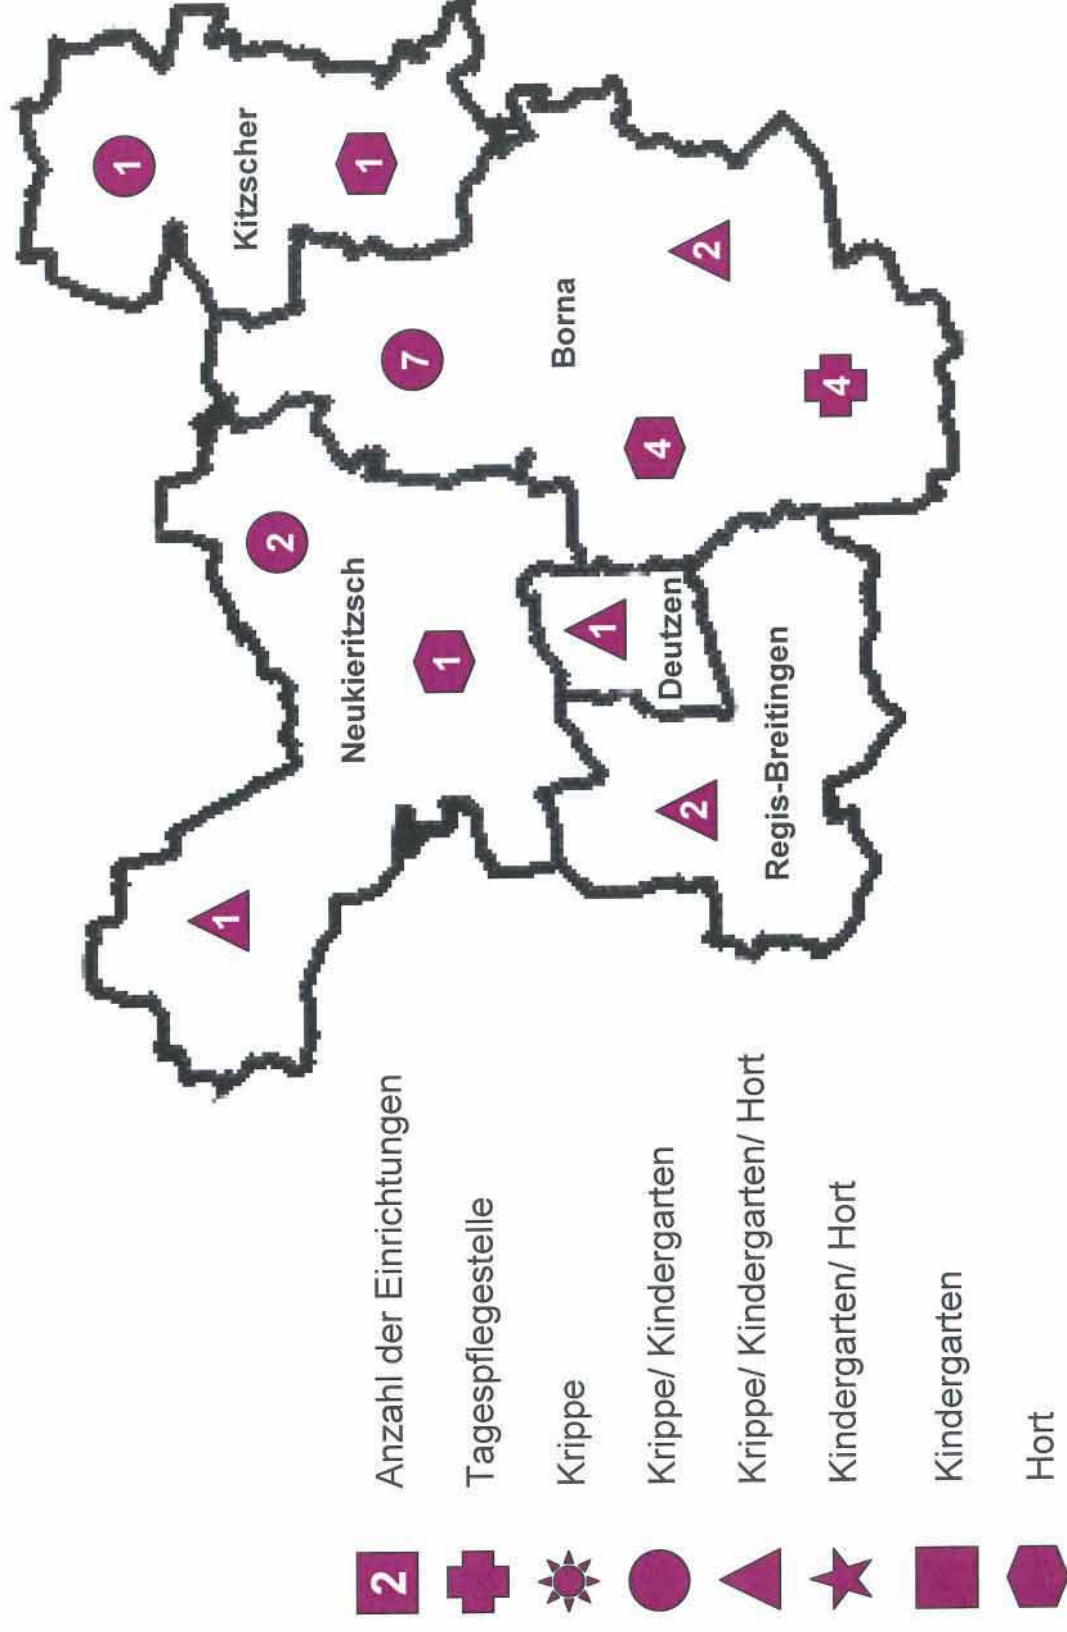 1
Kitzscher
1
7
Borna
2
4
4
2
Neukieritzsch
1
1
1
Deutzen
2
Regis-Breitingen
2 Anzahl der Einrichtungen
Tagespflegestelle
Krippe
Krippe/ Kindergarten
Krippe/ Kindergarten/ Hort
Kindergarten/ Hort
Kindergarten
Hort